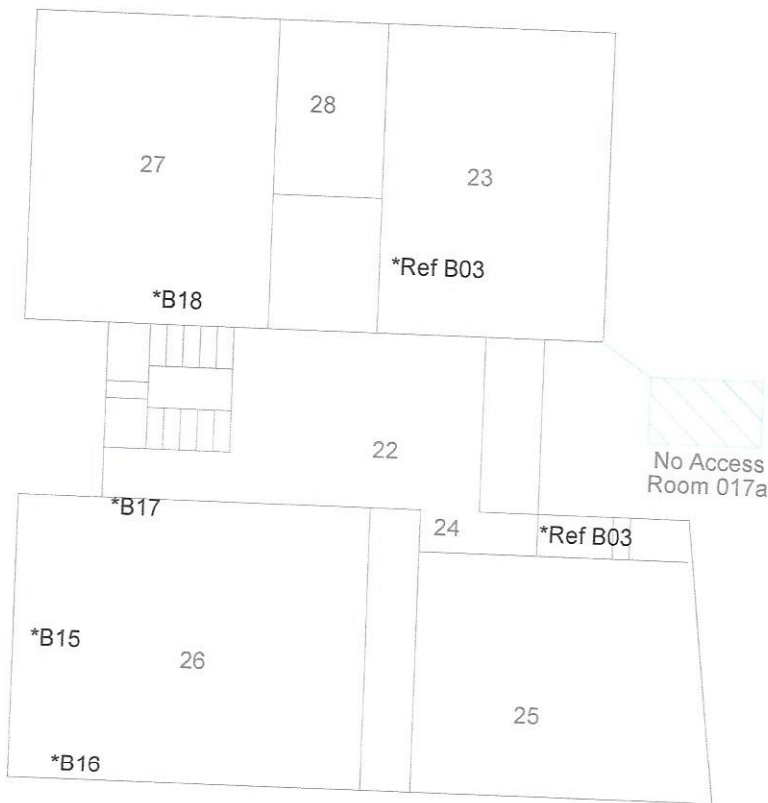 28
27
23
*Ref B03
*B18
22
No Access
Room 017a
*B17
24
*Ref B03
*B15
26
25
*B16